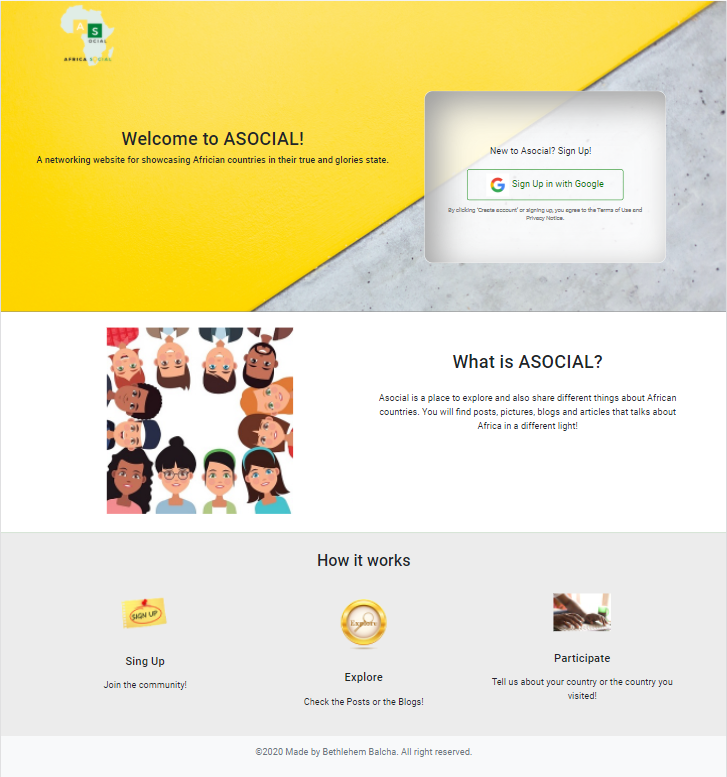 A
S
OCIAL
AFRICA SOCIAL
Welcome to ASOCIAL!
A networking website for showcasing Africian countries in their true and glories state.
New to Asocial? Sign Up!
Sign Up in with Google
By clicking "Create account" or signing up, you agree to the Terms of Use and
Privacy Notice.
What is ASOCIAL?
Asocial is a place to explore and also share different things about African
countries. You will find posts, pictures, blogs and articles that talks about
Africa in a different light!
How it works
SIGN UP
Explore
Sing Up
Join the community!
Explore
Check the Posts or the Blogs!
Participate
Tell us about your country or the country you
visited!
©2020 Made by Bethlehem Balcha. All right reserved.